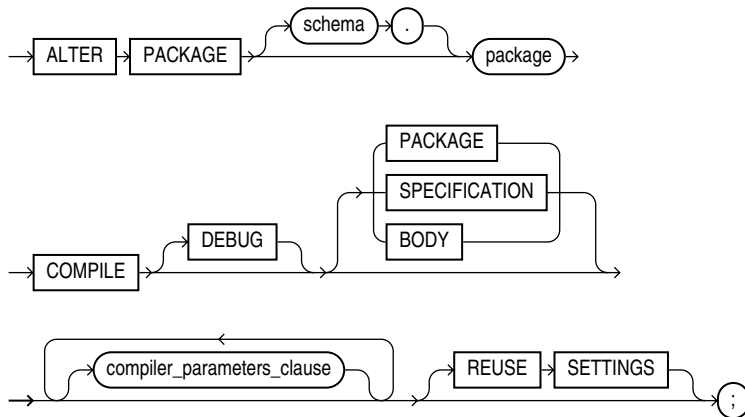 schema .
ALTER PACKAGE package
PACKAGE
SPECIFICATION
DEBUG BODY
COMPILE
compiler_parameters_clause REUSE SETTINGS
;